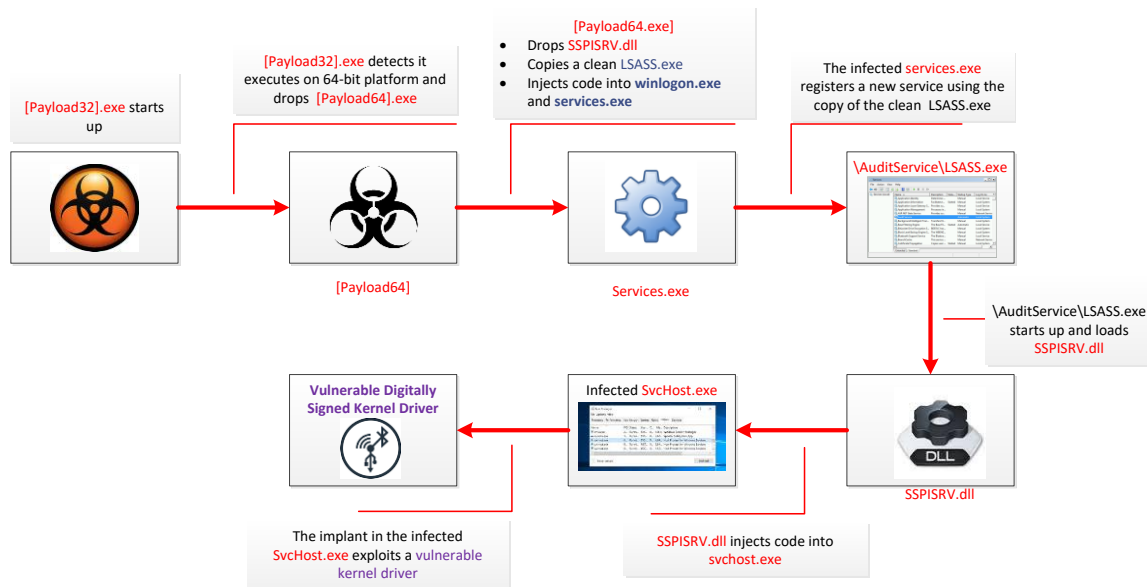 [Payload32].exe starts
up
[Payload32].exe detects it
executes on 64-bit platform and
drops [Payload64].exe
[Payload64.exe]
• Drops SSPISRV.dll
• Copies a clean LSASS.exe
• Injects code into winlogon.exe
and services.exe
The infected services.exe
registers a new service using the
copy of the clean LSASS.exe
\AuditService\LSASS.exe
[Payload64]
Services.exe
\AuditService\LSASS.exe
starts up and loads
SSPISRV.dll
Vulnerable Digitally
Signed Kernel Driver
Infected SvcHost.exe
DLL
SSPISRV.dll
The implant in the infected
SvcHost.exe exploits a vulnerable
kernel driver
SSPISRV.dll injects code into
svchost.exe